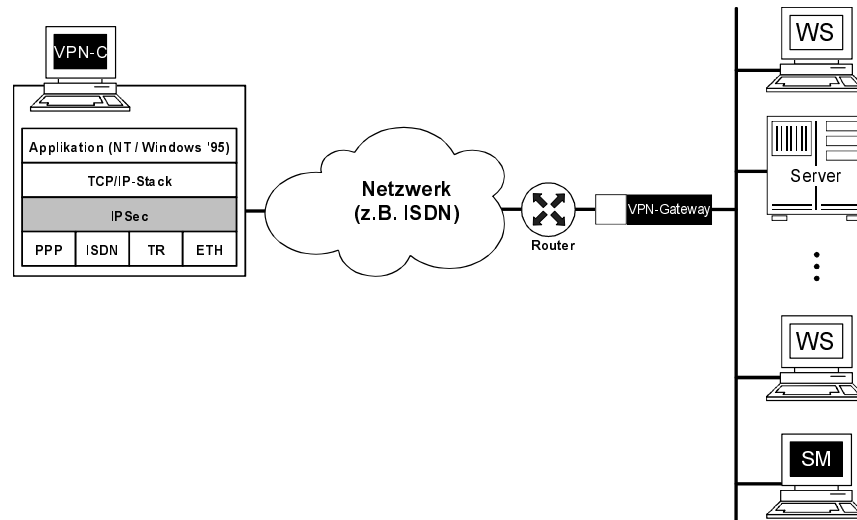 VPN-C
Applikation (NT / Windows '95)
TCP/IP-Stack
IPSec
PPP ISDN TR ETH
Netzwerk
(z.B. ISDN)
Router
VPN-Gateway
WS
Server
WS
SM